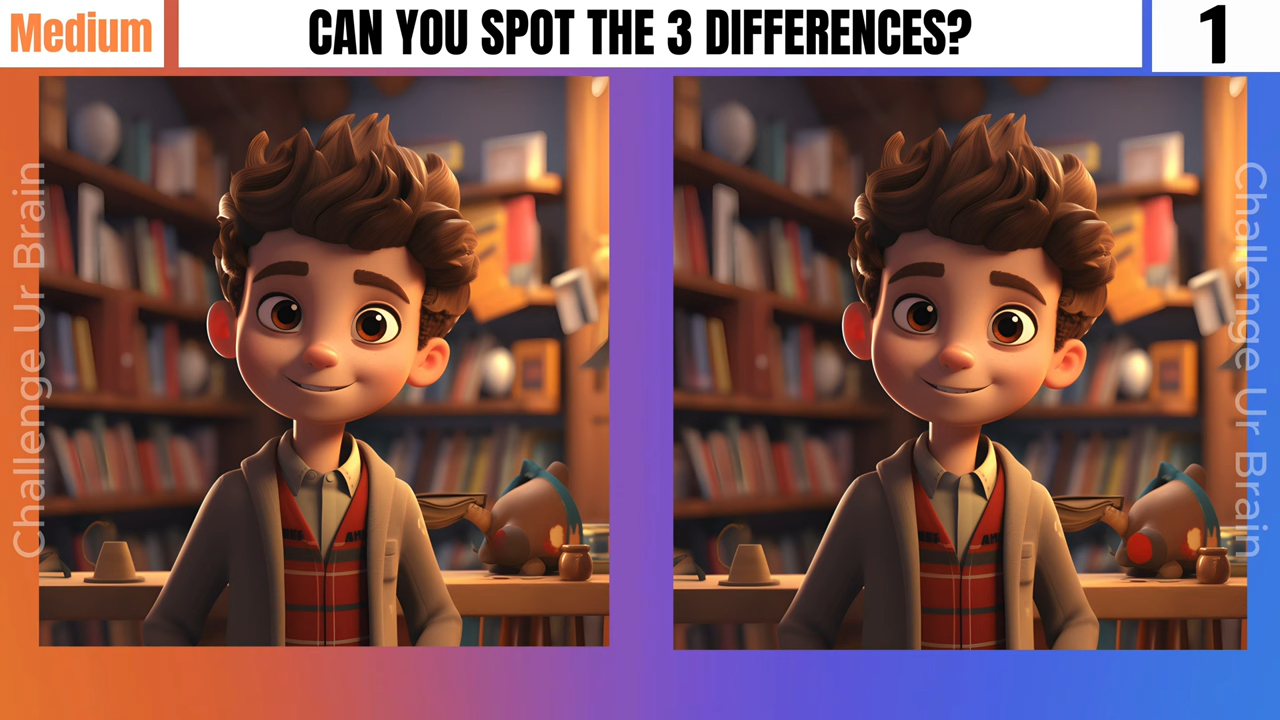 Medium
CAN YOU SPOT THE 3 DIFFERENCES?
1
Challenge Ur Brain
Challenge Ur Brain